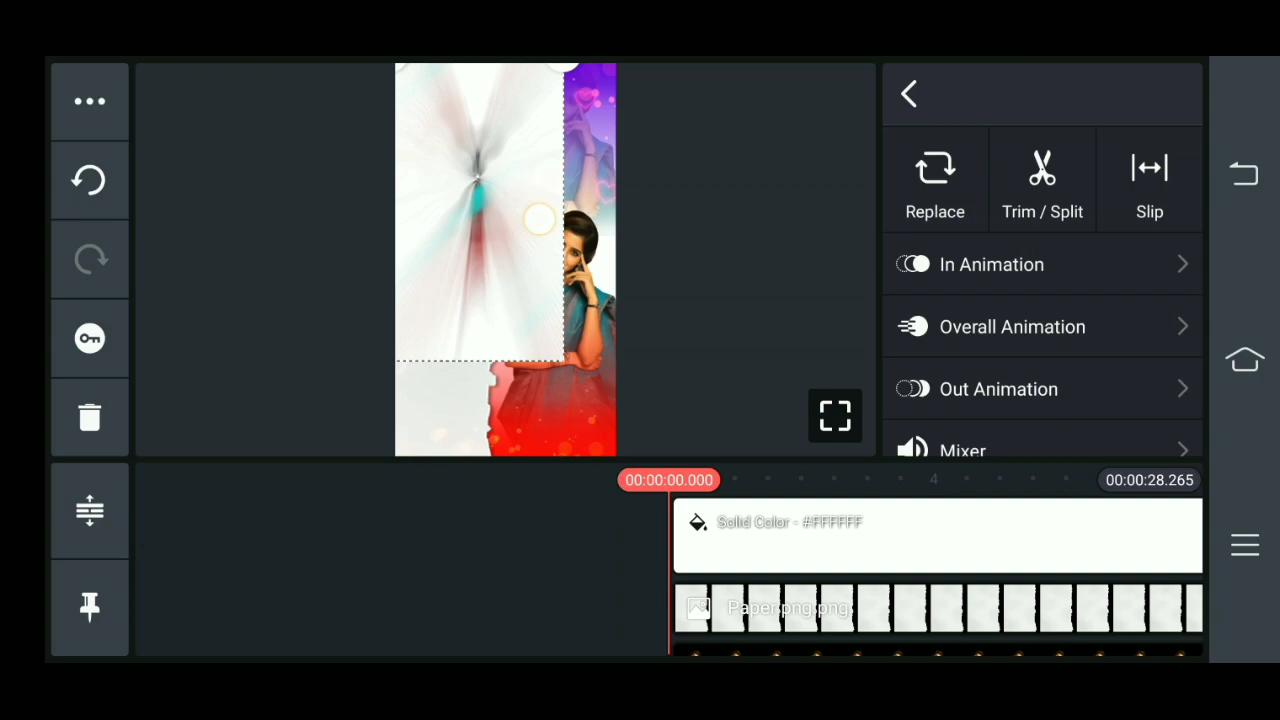 Replace
Trim / Split
Slip
In Animation
Overall Animation
Out Animation
Mixer
00:00:00.000
4
00:00:28.265
Solid Color - #FFFFFF
Paper.png.png